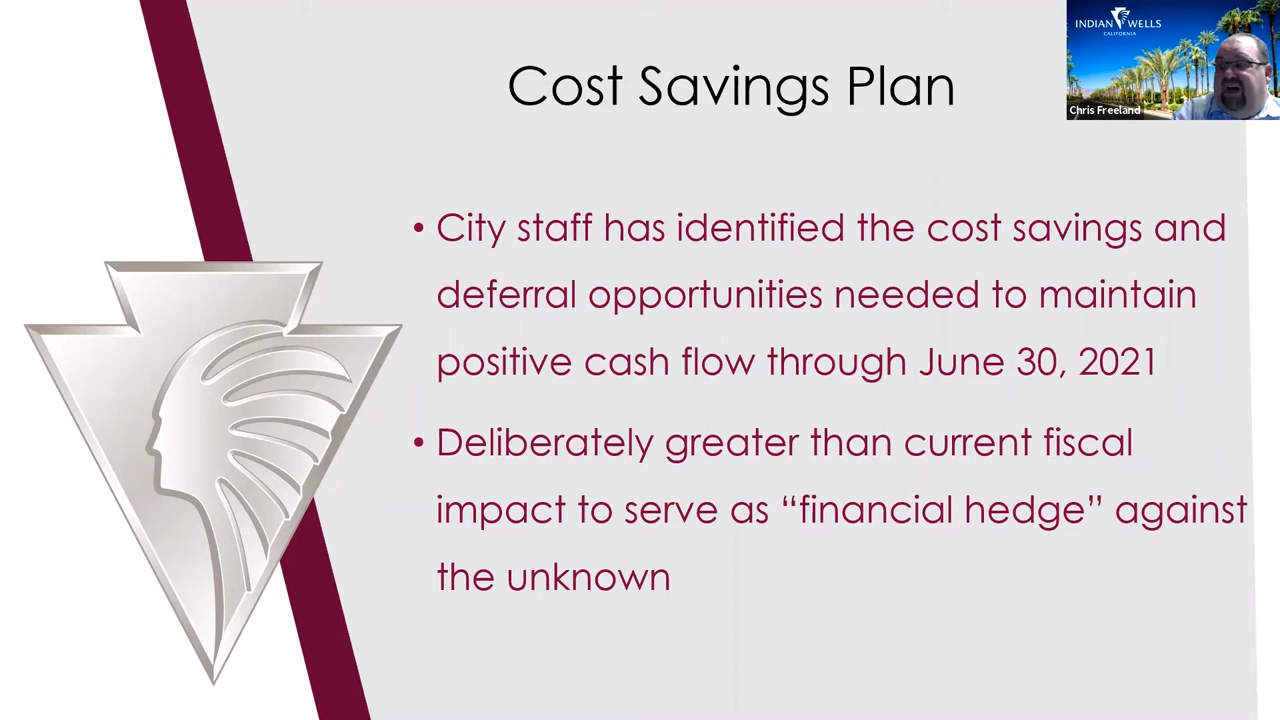 Cost Savings Plan
INDIAN WELLS
CALIFORNIA
Chris Freeland
• City staff has identified the cost savings and
deferral opportunities needed to maintain
positive cash flow through June 30, 2021
• Deliberately greater than current fiscal
impact to serve as “financial hedge” against
the unknown